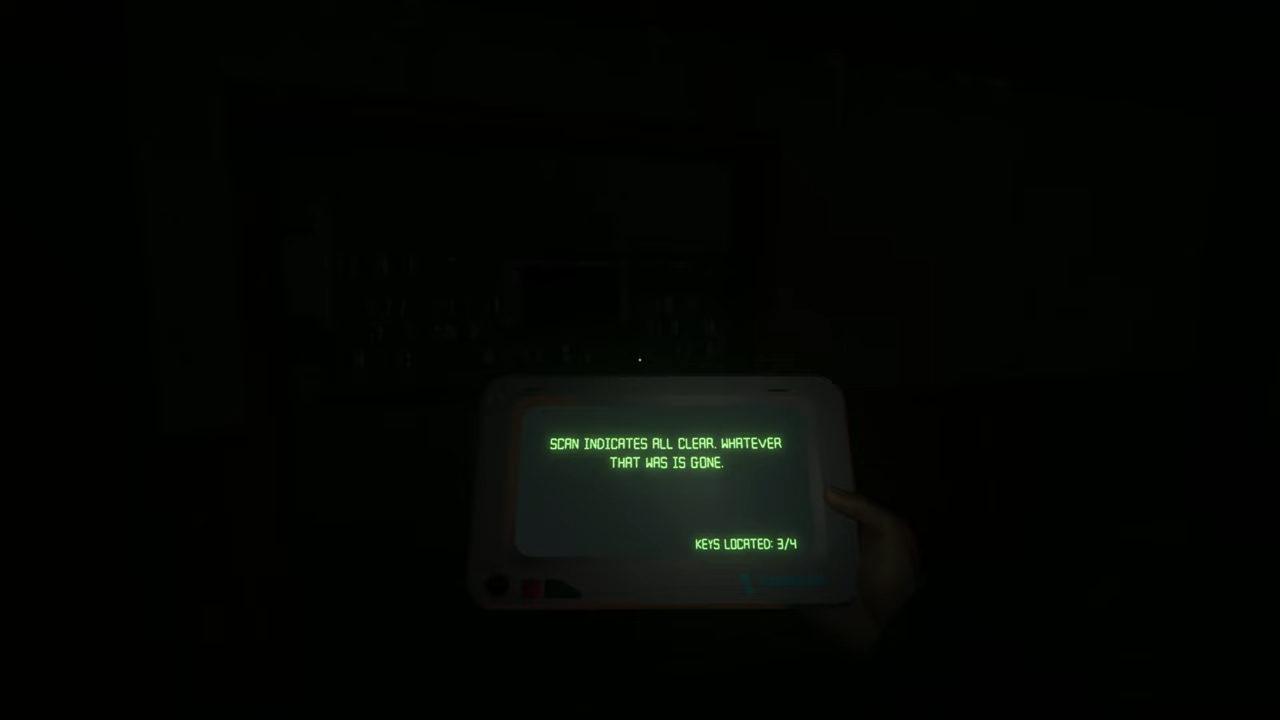 SCAN INDICATES ALL CLEAR. WHATEVER
THAT WAS IS GONE.
KEYS LOCATED: 3/4